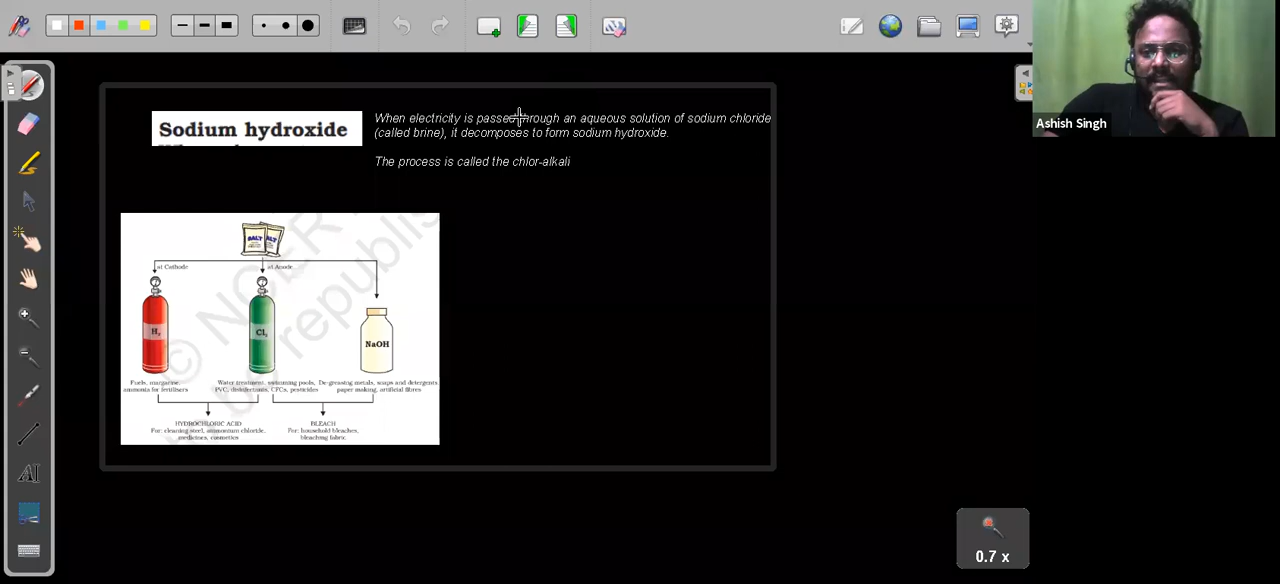 Sodium hydroxide
When electricity is passed through an aqueous solution of sodium chloride
(called brine), it decomposes to form sodium hydroxide.
The process is called the chlor-alkali
Ashish Singh
SALT
at Cathode
at Anode
H₂
Cl₂
NaOH
Fuels, margarine,
ammonia for fertilisers
Water treatment, swimming pools,
PVC, disinfectants, CFCs, pesticides
De-greasing metals, soaps and detergents,
paper making, artificial fibres
HYDROCHLORIC ACID
For: cleaning steel, ammonium chloride,
medicines, cosmetics
BLEACH
For: household bleaches,
bleaching fabric
© NCER
republis
AI
0.7 x